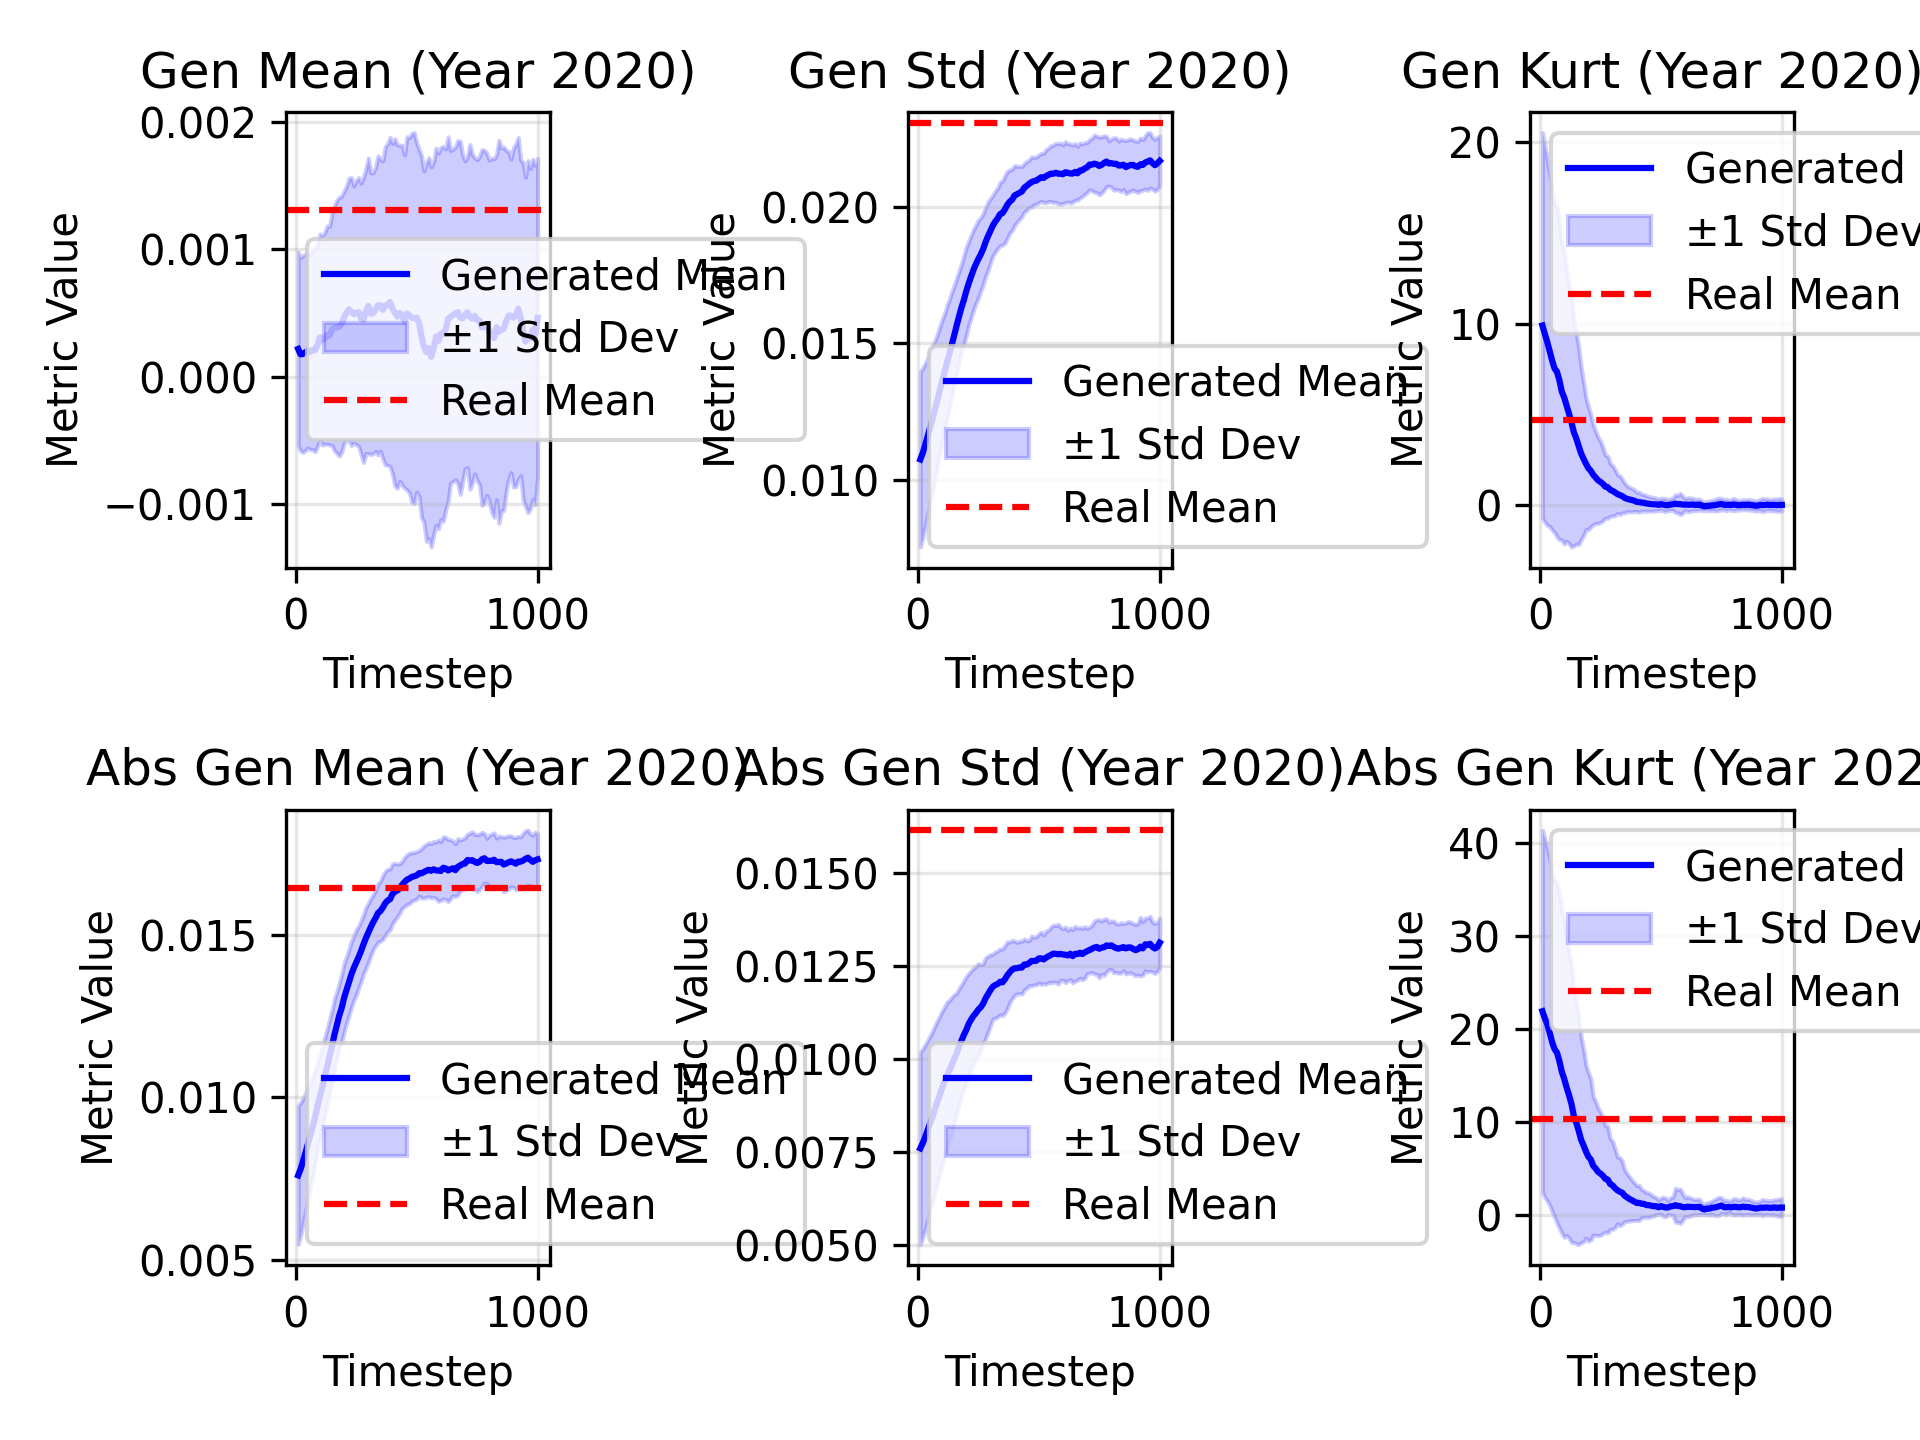 Gen Mean (Year 2020)
Metric Value
0.002
0.001
0.000
−0.001
Generated Mean
±1 Std Dev
Real Mean
0
1000
Timestep
Gen Std (Year 2020)
Metric Value
0.020
0.015
0.010
Generated Mean
±1 Std Dev
Real Mean
0
1000
Timestep
Gen Kurt (Year 2020)
Metric Value
20
10
0
Generated
±1 Std Dev
Real Mean
0
1000
Timestep
Abs Gen Mean (Year 2020)
Metric Value
0.015
0.010
0.005
Generated Mean
±1 Std Dev
Real Mean
0
1000
Timestep
Abs Gen Std (Year 2020)
Metric Value
0.0150
0.0125
0.0100
0.0075
0.0050
Generated Mean
±1 Std Dev
Real Mean
0
1000
Timestep
Abs Gen Kurt (Year 202
Metric Value
40
30
20
10
0
Generated
±1 Std Dev
Real Mean
0
1000
Timestep